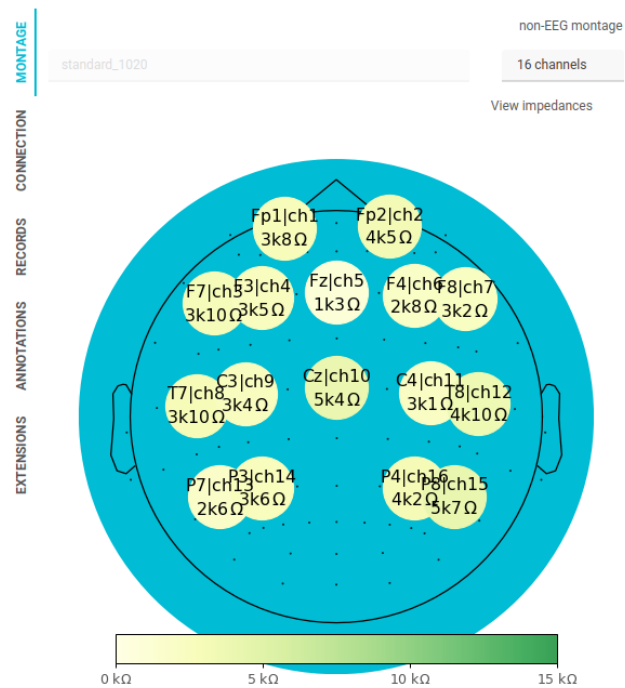 MONTAGE
CONNECTION
RECORDS
ANNOTATIONS
EXTENSIONS
non-EEG montage
standard_1020
16 channels
View impedances
Fp1|ch1
3k8Ω
Fp2|ch2
4k5Ω
F7|ch3
3k10Ω
F3|ch4
3k5Ω
Fz|ch5
1k3Ω
F4|ch6
2k8Ω
F8|ch7
3k2Ω
T7|ch8
3k10Ω
C3|ch9
3k4Ω
Cz|ch10
5k4Ω
C4|ch11
3k1Ω
T8|ch12
4k10Ω
P7|ch13
2k6Ω
P3|ch14
3k6Ω
P4|ch16
4k2Ω
P8|ch15
5k7Ω
0 kΩ 5 kΩ 10 kΩ 15 kΩ